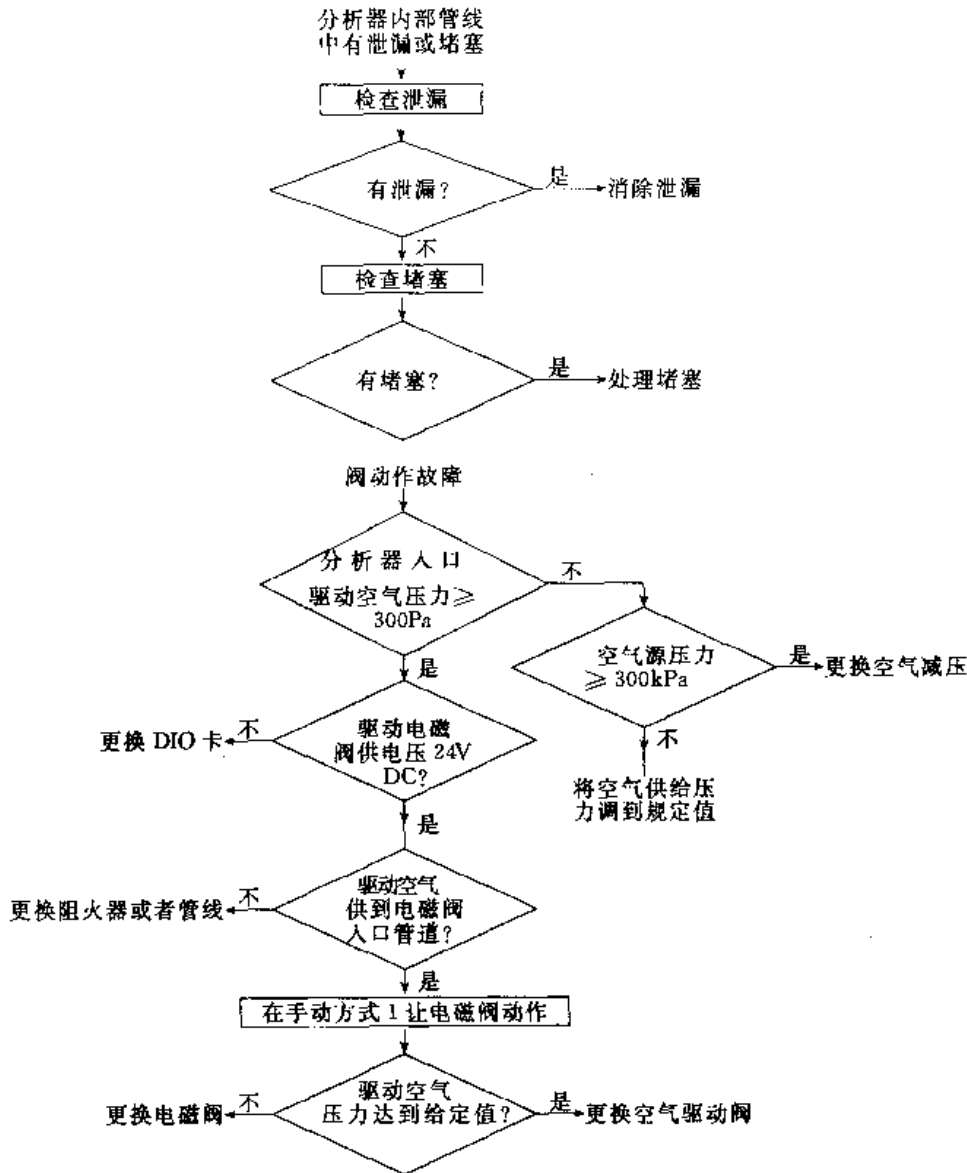 分析器内部管线
中有泄漏或堵塞
检查泄漏
有泄漏?
是
消除泄漏
不
检查堵塞
有堵塞?
是
处理堵塞
阀动作故障
分析器入口
驱动空气压力≥
300Pa
不
空气源压力
≥300kPa
是
更换空气减压
不
将空气供给压
力调到规定值
是
驱动电磁
阀供电压24V
DC?
不
更换 DIO 卡
是
驱动空气
供到电磁阀
入口管道?
不
更换阻火器或者管线
是
在手动方式1让电磁阀动作
驱动空气
压力达到给定值?
不
更换电磁阀
是
更换空气驱动阀